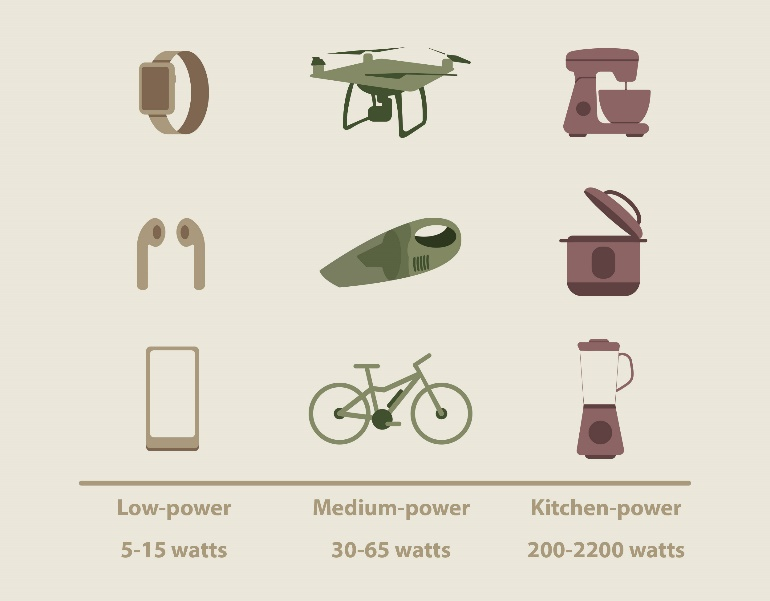 Low-power
Medium-power
Kitchen-power
5-15 watts
30-65 watts
200-2200 watts